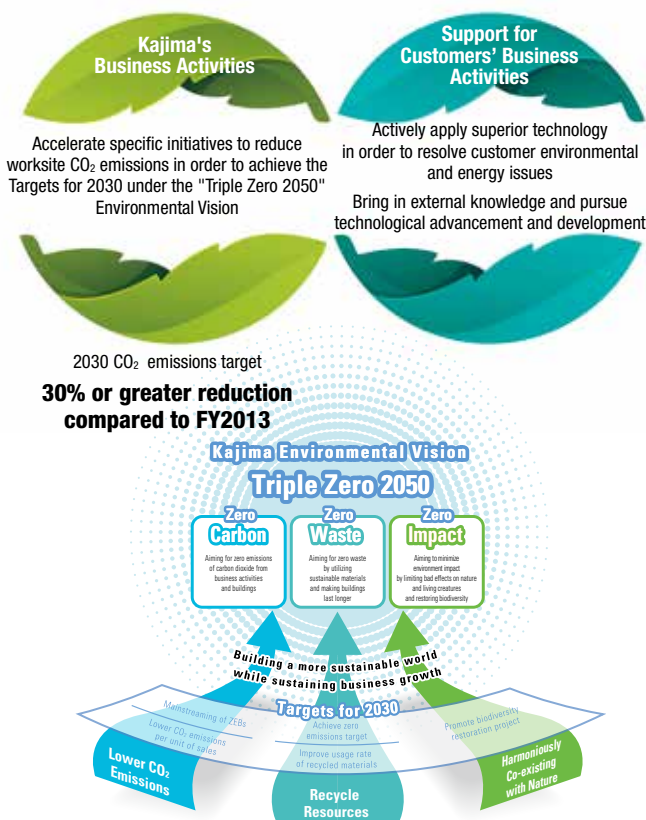 Kajima's
Business Activities
Accelerate specific initiatives to reduce
worksite CO₂ emissions in order to achieve the
Targets for 2030 under the "Triple Zero 2050"
Environmental Vision
2030 CO₂ emissions target
30% or greater reduction
compared to FY2013
Support for
Customers' Business
Activities
Actively apply superior technology
in order to resolve customer environmental
and energy issues
Bring in external knowledge and pursue
technological advancement and development
Kajima Environmental Vision
Triple Zero 2050
Zero
Carbon
Aiming for zero emissions
of carbon dioxide from
business activities
and buildings
Zero
Waste
Aiming for zero waste
by utilizing
sustainable materials
and making buildings
last longer
Zero
Impact
Aiming to minimize
environment impact
by limiting bad effects on nature
and living creatures
and restoring biodiversity
Building a more sustainable world
while sustaining business growth
Targets for 2030
Mainstreaming of ZEBs
Lower CO₂ emissions
per unit of sales
Achieve zero
emissions target
Improve usage rate
of recycled materials
Promote biodiversity
restoration project
Lower CO₂
Emissions
Recycle
Resources
Harmoniously
Co-existing
with Nature